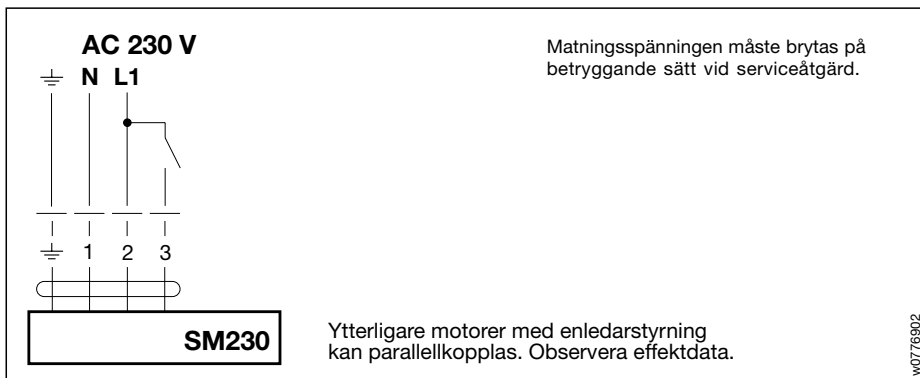 AC 230 V
N L1
Matningsspänningen måste brytas på
betryggande sätt vid serviceåtgärd.
1 2 3
SM230
Ytterligare motorer med enledarstyrning
kan parallellkopplas. Observera effektdata.
w0776902